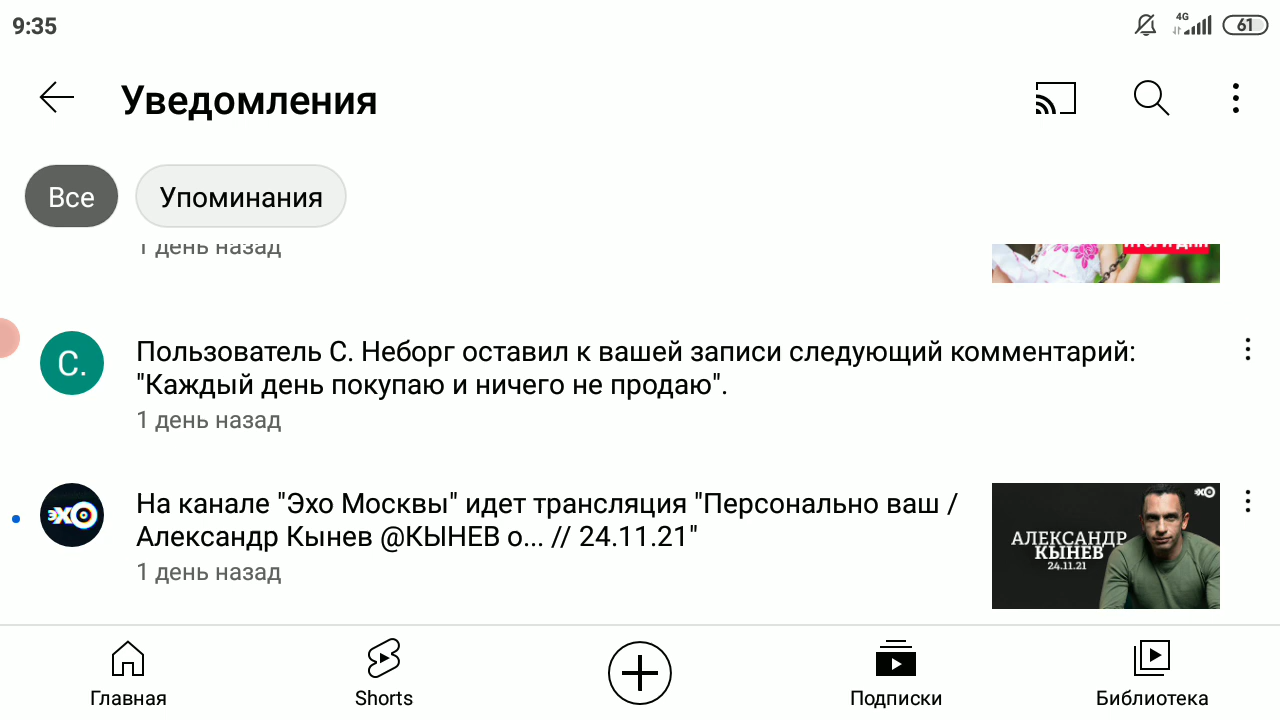 9:35
4G
61
Уведомления
Все
Упоминания
1 день назад
Пользователь С. Неборг оставил к вашей записи следующий комментарий:
"Каждый день покупаю и ничего не продаю".
1 день назад
С.
На канале "Эхо Москвы" идет трансляция "Персонально ваш /
Александр Кынев @КЫНЕВ о... // 24.11.21"
1 день назад
эхо
эхо
АЛЕКСАНДР
КЫНЕВ
24.11.21
Главная
Shorts
Подписки
Библиотека